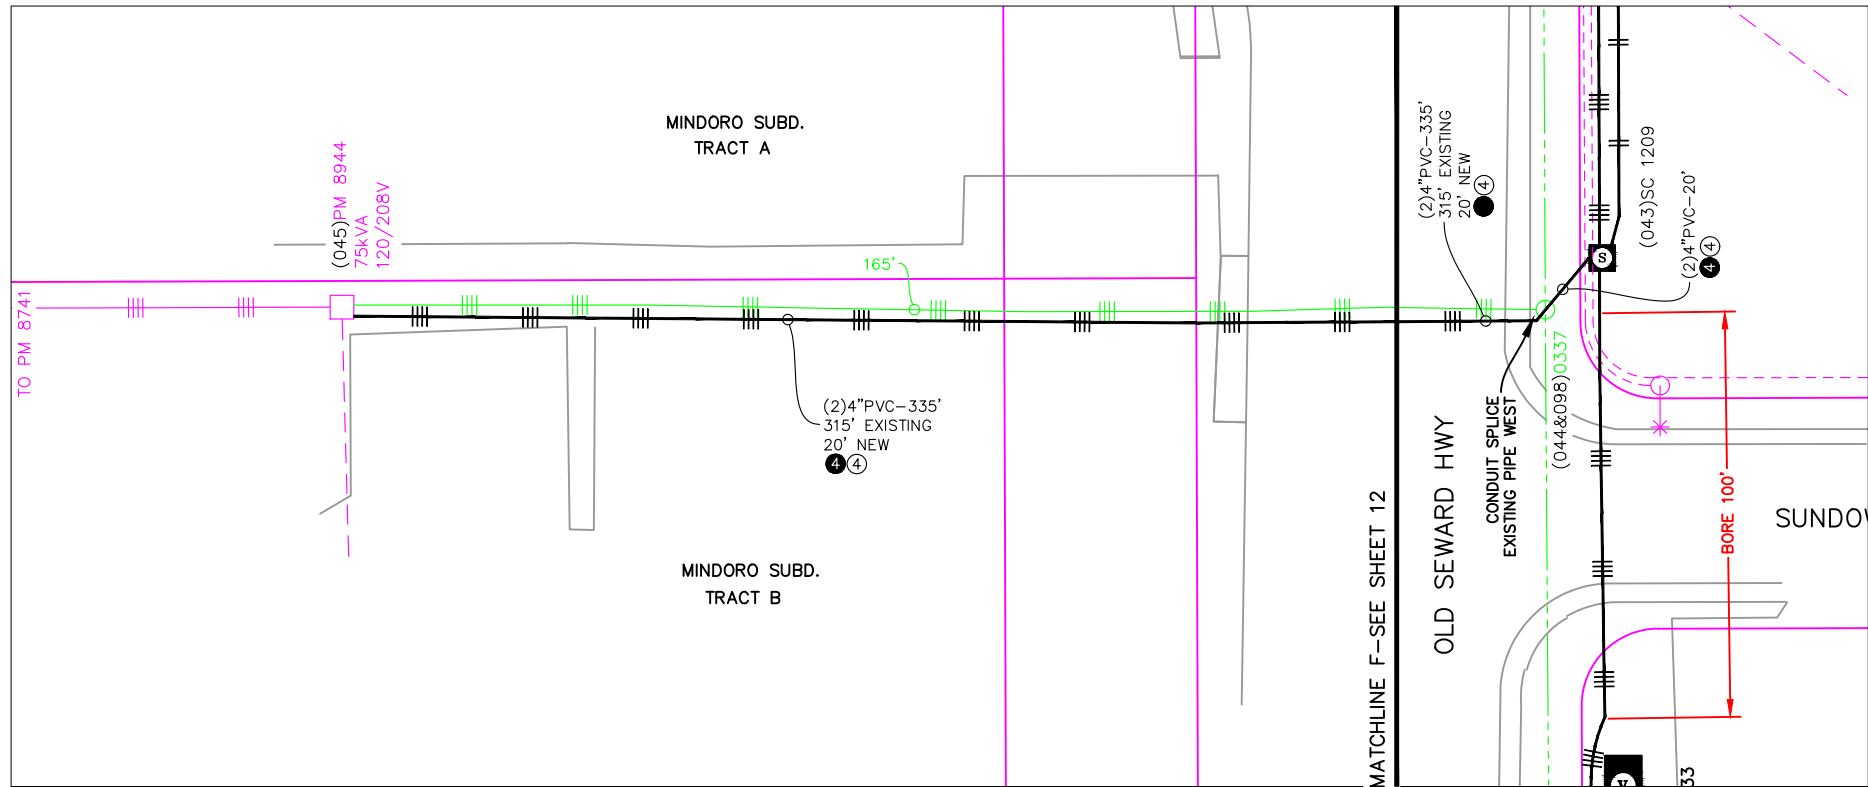 MINDORO SUBD.
TRACT A
(045)PM 8944
75kVA
120/208V
TO PM 8741
165'
(2)4"PVC-335'
315' EXISTING
20' NEW
4 4
MINDORO SUBD.
TRACT B
MATCHLINE F-SEE SHEET 12
OLD SEWARD HWY
(2)4"PVC-335'
315' EXISTING
20' NEW
4
CONDUIT SPLICE
EXISTING PIPE WEST
(044&098)0337
(043)SC 1209
S
(2)4"PVC-20'
4 4
BORE 100'
V
33